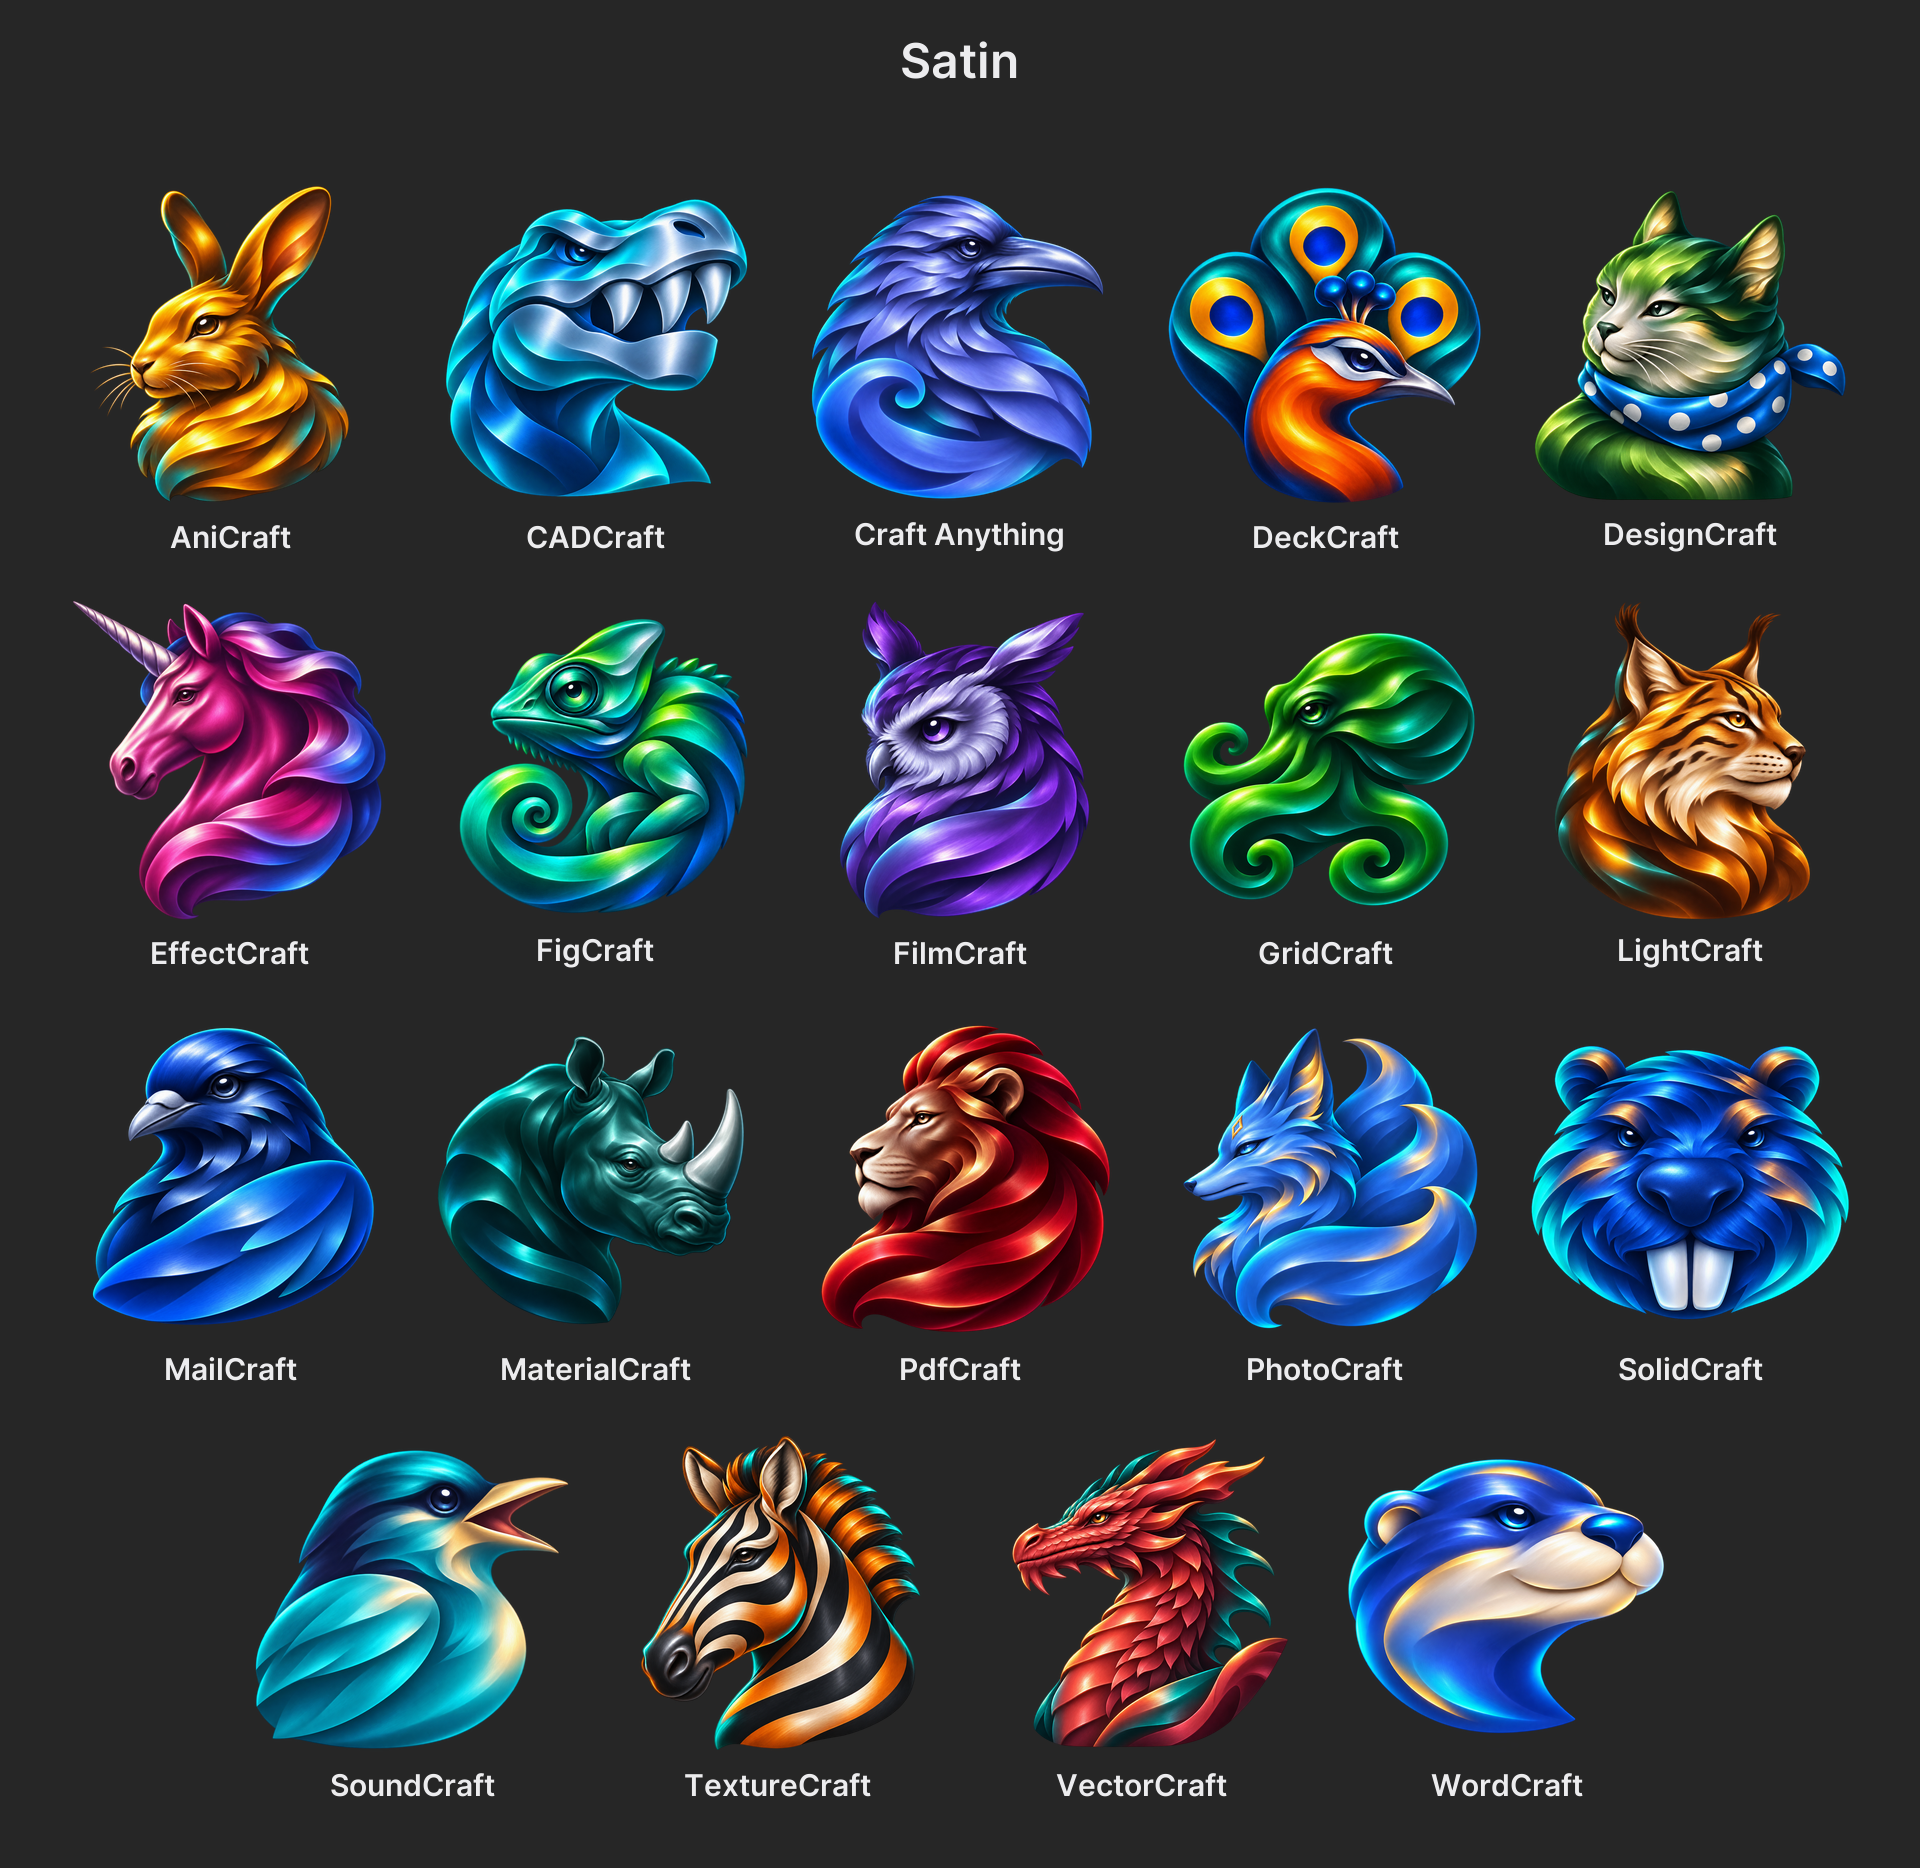 Satin
AniCraft
CADCraft
Craft Anything
DeckCraft
DesignCraft
EffectCraft
FigCraft
FilmCraft
GridCraft
LightCraft
MailCraft
MaterialCraft
PdfCraft
PhotoCraft
SolidCraft
SoundCraft
TextureCraft
VectorCraft
WordCraft